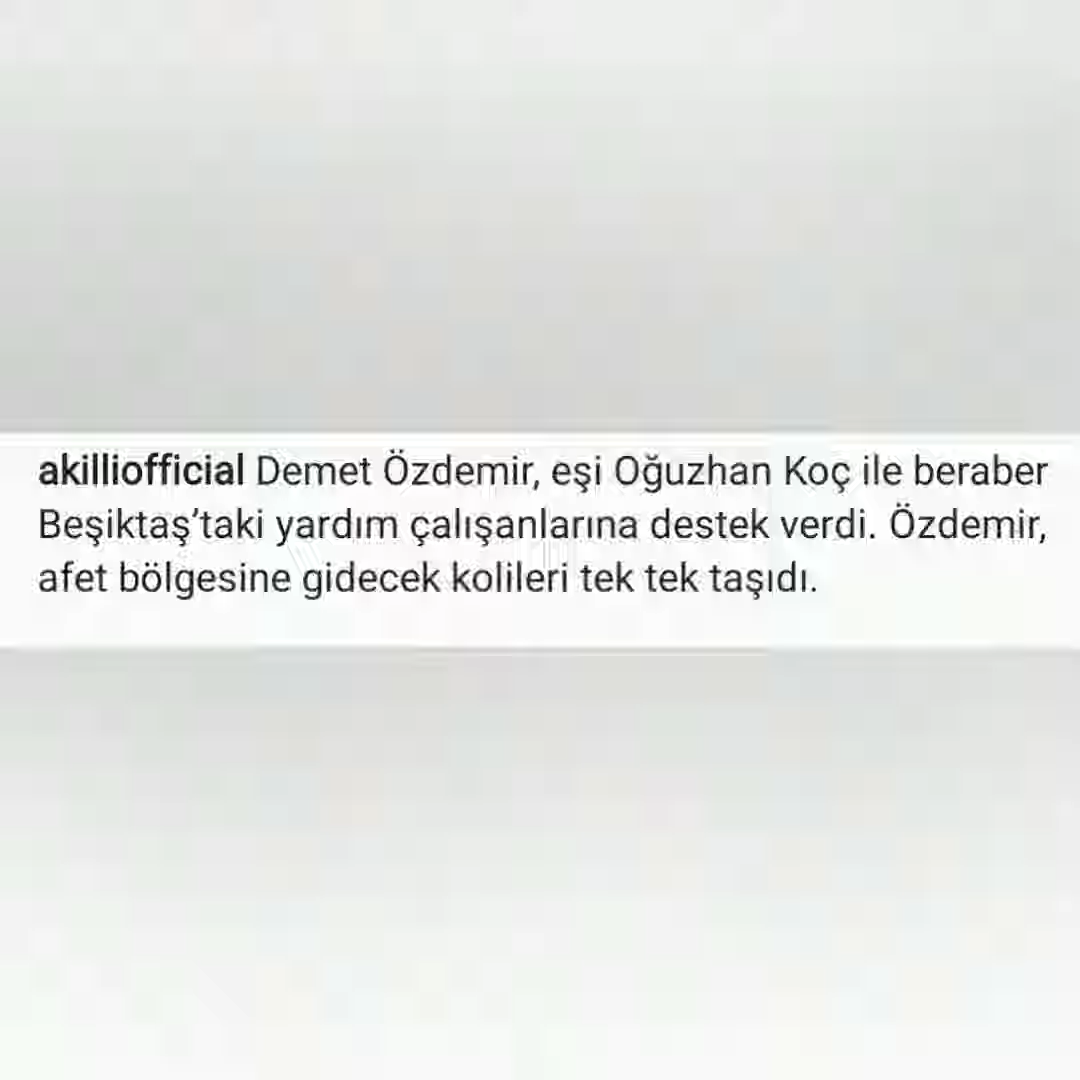 akilliofficial Demet Özdemir, eşi Oğuzhan Koç ile beraber
Beşiktaş’taki yardım çalışanlarına destek verdi. Özdemir,
afet bölgesine gidecek kolileri tek tek taşıdı.